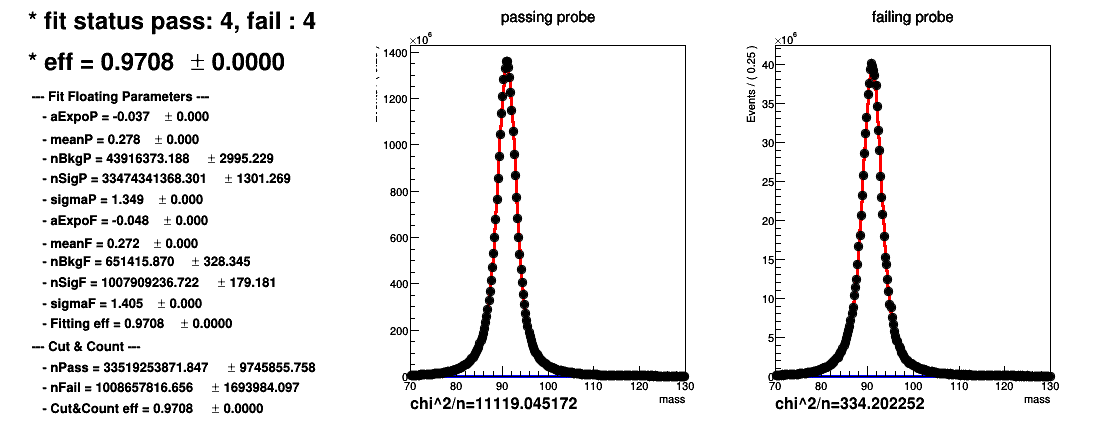 * fit status pass: 4, fail : 4
* eff = 0.9708 ± 0.0000
--- Fit Floating Parameters ---
- aExpoP = -0.037 ± 0.000
- meanP = 0.278 ± 0.000
- nBkgP = 43916373.188 ± 2995.229
- nSigP = 33474341368.301 ± 1301.269
- sigmaP = 1.349 ± 0.000
- aExpoF = -0.048 ± 0.000
- meanF = 0.272 ± 0.000
- nBkgF = 651415.870 ± 328.345
- nSigF = 1007909236.722 ± 179.181
- sigmaF = 1.405 ± 0.000
- Fitting eff = 0.9708 ± 0.0000
--- Cut & Count ---
- nPass = 33519253871.847 ± 9745855.758
- nFail = 1008657816.656 ± 1693984.097
- Cut&Count eff = 0.9708 ± 0.0000
passing probe
×10^6
1400
1200
1000
800
600
400
200
0
70 80 90 100 110 120 130
mass
chi^2/n=11119.045172
failing probe
×10^6
Events / ( 0.25 )
40
35
30
25
20
15
10
5
0
70 80 90 100 110 120 130
mass
chi^2/n=334.202252